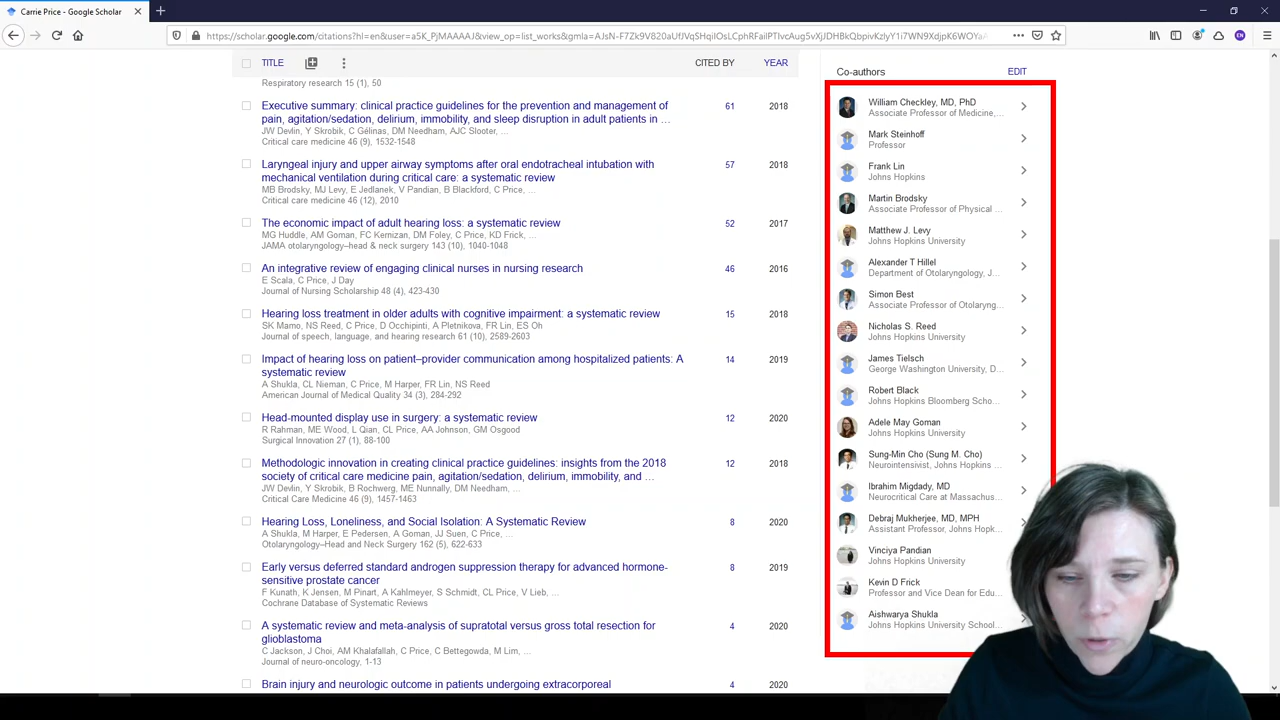 Carrie Price - Google Scholar
https://scholar.google.com/citations?hl=en&user=a5K_PjMAAAAJ&view_op=list_works&gmla=
TITLE CITED BY YEAR
Respiratory research 15 (1), 50
Executive summary: clinical practice guidelines for the prevention and management of 61 2018
pain, agitation/sedation, delirium, immobility, and sleep disruption in adult patients in …
JW Devlin, Y Skrobik, C Gélinas, DM Needham, AJC Slooter, ...
Critical care medicine 46 (9), 1532-1548
Laryngeal injury and upper airway symptoms after oral endotracheal intubation with 57 2018
mechanical ventilation during critical care: a systematic review
MB Brodsky, MJ Levy, E Jedlanek, V Pandian, B Blackford, C Price, ...
Critical care medicine 46 (12), 2010
The economic impact of adult hearing loss: a systematic review 52 2017
MG Huddle, AM Goman, FC Kernizan, DM Foley, C Price, KD Frick, ...
JAMA otolaryngology–head & neck surgery 143 (10), 1040-1048
An integrative review of engaging clinical nurses in nursing research 46 2016
E Scala, C Price, J Day
Journal of Nursing Scholarship 48 (4), 423-430
Hearing loss treatment in older adults with cognitive impairment: a systematic review 15 2018
SK Mamo, NS Reed, C Price, D Occhipinti, A Pletnikova, FR Lin, ES Oh
Journal of speech, language, and hearing research 61 (10), 2589-2603
Impact of hearing loss on patient–provider communication among hospitalized patients: A 14 2019
systematic review
A Shukla, CL Nieman, C Price, M Harper, FR Lin, NS Reed
American Journal of Medical Quality 34 (3), 284-292
Head-mounted display use in surgery: a systematic review 12 2020
R Rahman, ME Wood, L Qian, CL Price, AA Johnson, GM Osgood
Surgical Innovation 27 (1), 88-100
Methodologic innovation in creating clinical practice guidelines: insights from the 2018 12 2018
society of critical care medicine pain, agitation/sedation, delirium, immobility, and …
JW Devlin, Y Skrobik, B Rochwerg, ME Nunnally, DM Needham, ...
Critical Care Medicine 46 (9), 1457-1463
Hearing Loss, Loneliness, and Social Isolation: A Systematic Review 8 2020
A Shukla, M Harper, E Pedersen, A Goman, JJ Suen, C Price, ...
Otolaryngology–Head and Neck Surgery 162 (5), 622-633
Early versus deferred standard androgen suppression therapy for advanced hormone- 8 2019
sensitive prostate cancer
F Kunath, K Jensen, M Pinart, A Kahlmeyer, S Schmidt, CL Price, V Lieb, ...
Cochrane Database of Systematic Reviews
A systematic review and meta-analysis of supratotal versus gross total resection for 4 2020
glioblastoma
C Jackson, J Choi, AM Khalafallah, C Price, C Bettegowda, M Lim, ...
Journal of neuro-oncology, 1-13
Brain injury and neurologic outcome in patients undergoing extracorporeal 4 2020
Co-authors EDIT
William Checkley, MD, PhD
Associate Professor of Medicine,...
Mark Steinhoff
Professor
Frank Lin
Johns Hopkins
Martin Brodsky
Associate Professor of Physical ...
Matthew J. Levy
Johns Hopkins University
Alexander T Hillel
Department of Otolaryngology, J...
Simon Best
Associate Professor of Otolaryng...
Nicholas S. Reed
Johns Hopkins University
James Tielsch
George Washington University, D...
Robert Black
Johns Hopkins Bloomberg Scho...
Adele May Goman
Johns Hopkins University
Sung-Min Cho (Sung M. Cho)
Neurointensivist, Johns Hopkins ...
Ibrahim Migdady, MD
Neurocritical Care at Massachus...
Debraj Mukherjee, MD, MPH
Assistant Professor, Johns Hopk...
Vinciya Pandian
Johns Hopkins University
Kevin D Frick
Professor and Vice Dean for Edu...
Aishwarya Shukla
Johns Hopkins University School...